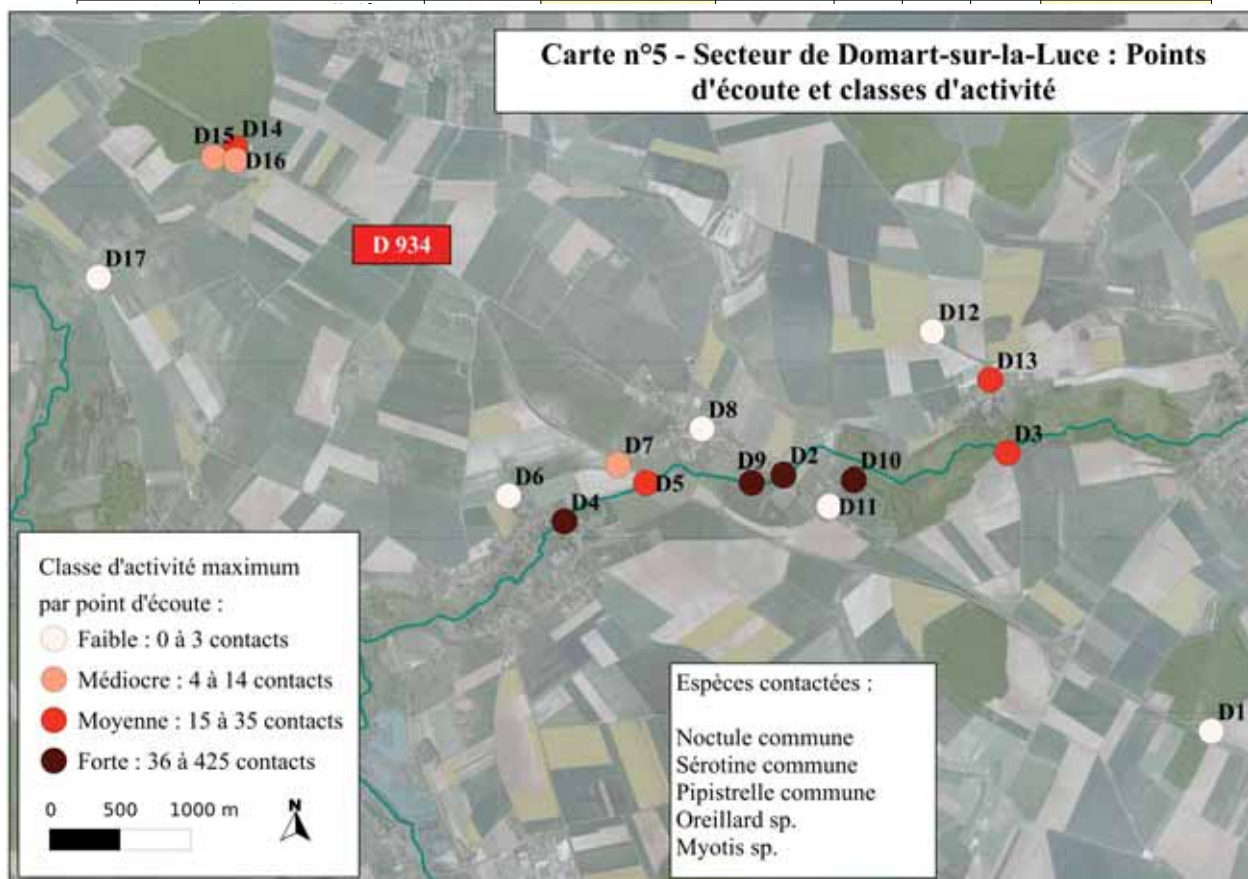 Carte n°5 - Secteur de Domart-sur-la-Luce : Points
d'écoute et classes d'activité
D15
D14
D16
D 934
D17
D12
D13
D8
D7
D9
D2
D10
D3
D6
D4
D5
D11
D1
Classe d'activité maximum
par point d'écoute :
Faible : 0 à 3 contacts
Médiocre : 4 à 14 contacts
Moyenne : 15 à 35 contacts
Forte : 36 à 425 contacts
0 500 1000 m
N
Espèces contactées :
Noctule commune
Sérotine commune
Pipistrelle commune
Oreillard sp.
Myotis sp.